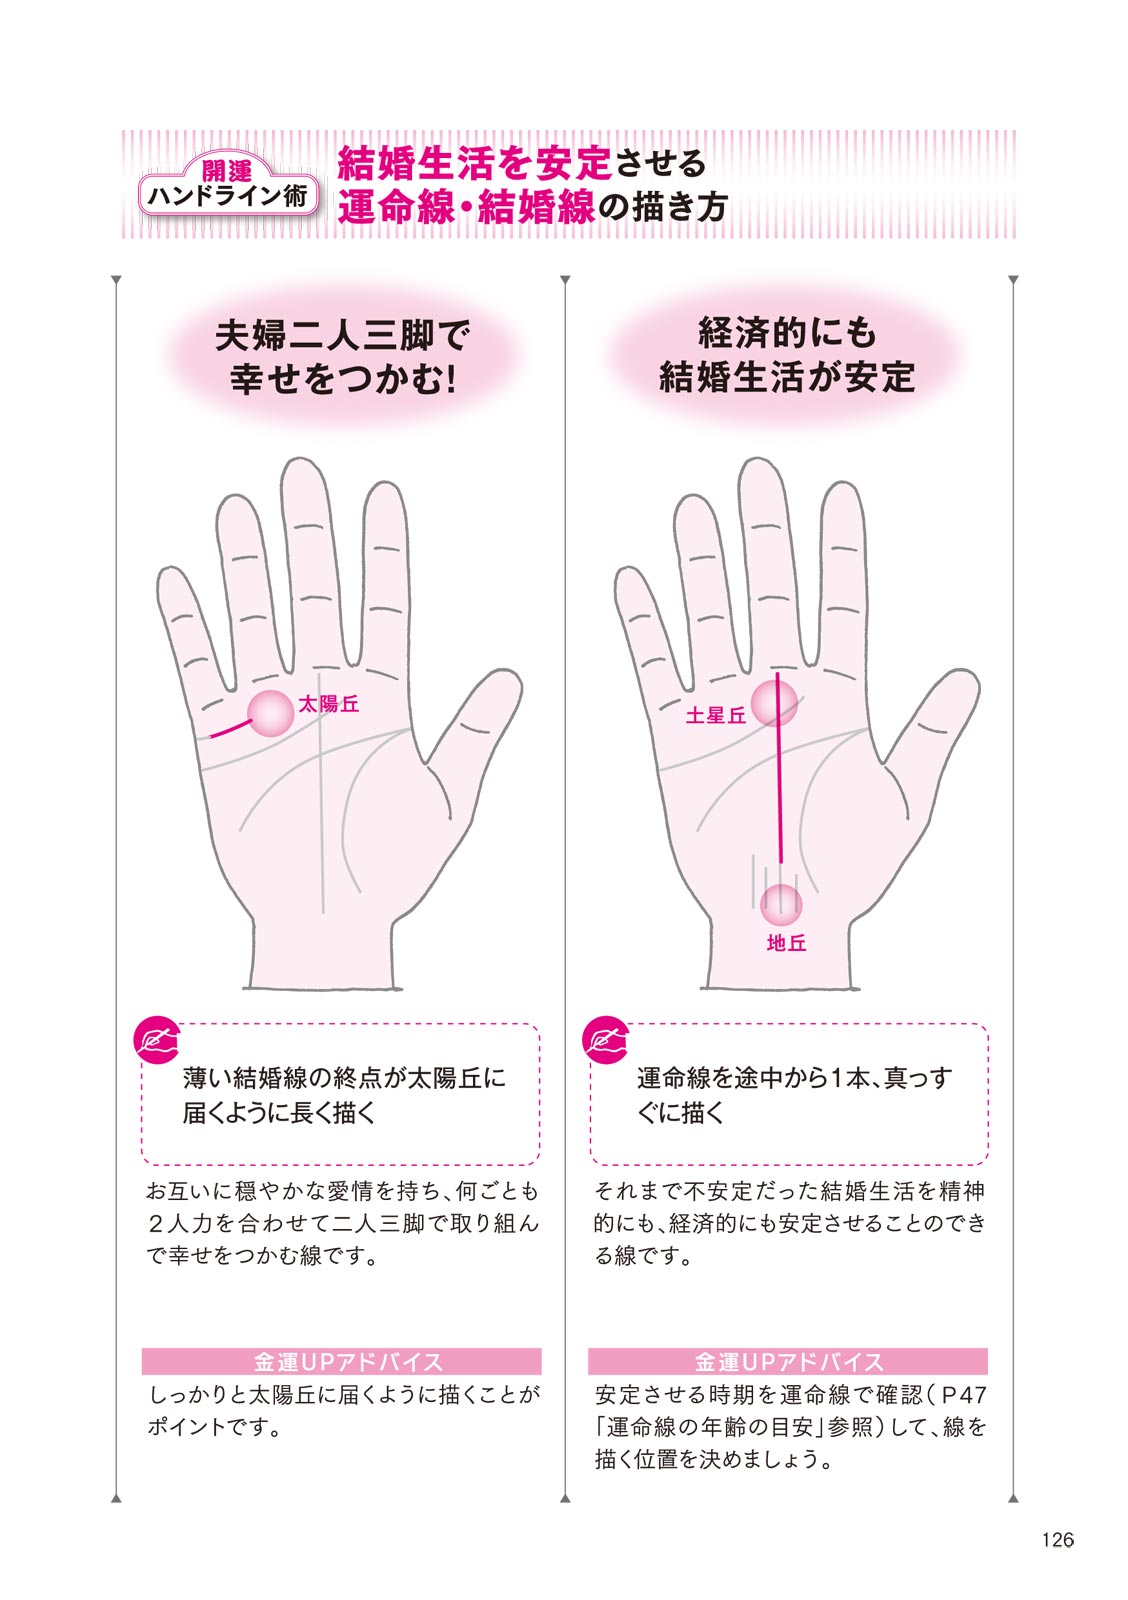 開運
ハンドライン術
結婚生活を安定させる
運命線・結婚線の描き方
夫婦二人三脚で
幸せをつかむ!
太陽丘
薄い結婚線の終点が太陽丘に
届くように長く描く
お互いに穏やかな愛情を持ち、何ごとも
２人力を合わせて二人三脚で取り組ん
で幸せをつかむ線です。
金運UPアドバイス
しっかりと太陽丘に届くように描くことが
ポイントです。
経済的にも
結婚生活が安定
土星丘
地丘
運命線を途中から1本、真っす
ぐに描く
それまで不安定だった結婚生活を精神
的にも、経済的にも安定させることのでき
る線です。
金運UPアドバイス
安定させる時期を運命線で確認（P47
「運命線の年齢の目安」参照）して、線を
描く位置を決めましょう。
126